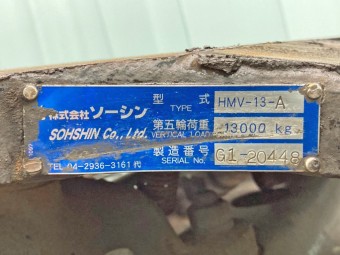 株式会社ソーシン
SOHSHIN Co., Ltd.
TEL 04-2936-3161 代
型 式 HMV-13-A
TYPE
第五輪荷重 13000 kg
VERTICAL LOAD
製造番号 G1-20448
SERIAL No.